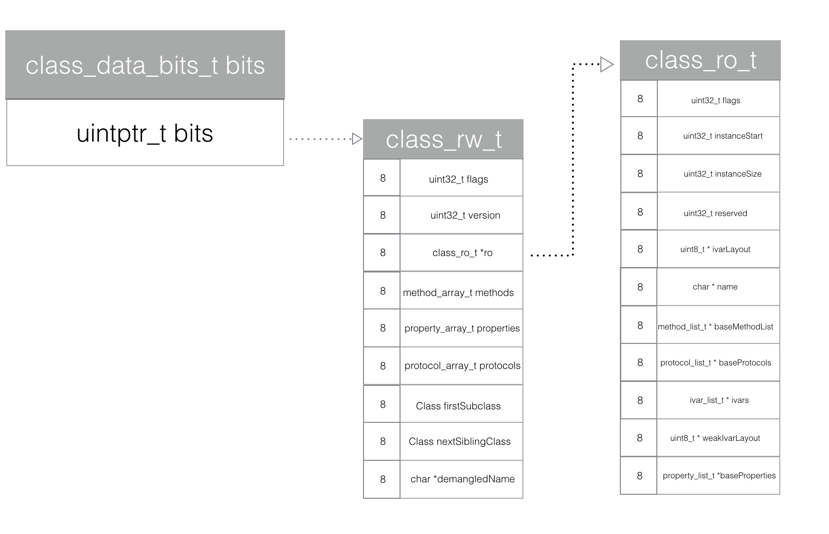 class_data_bits_t bits
uintptr_t bits
class_rw_t
8 uint32_t flags
8 uint32_t version
8 class_ro_t *ro
8 method_array_t methods
8 property_array_t properties
8 protocol_array_t protocols
8 Class firstSubclass
8 Class nextSiblingClass
8 char *demangledName
class_ro_t
8 uint32_t flags
8 uint32_t instanceStart
8 uint32_t instanceSize
8 uint32_t reserved
8 uint8_t * ivarLayout
8 char * name
8 method_list_t * baseMethodList
8 protocol_list_t * baseProtocols
8 ivar_list_t * ivars
8 uint8_t * weakIvarLayout
8 property_list_t *baseProperties